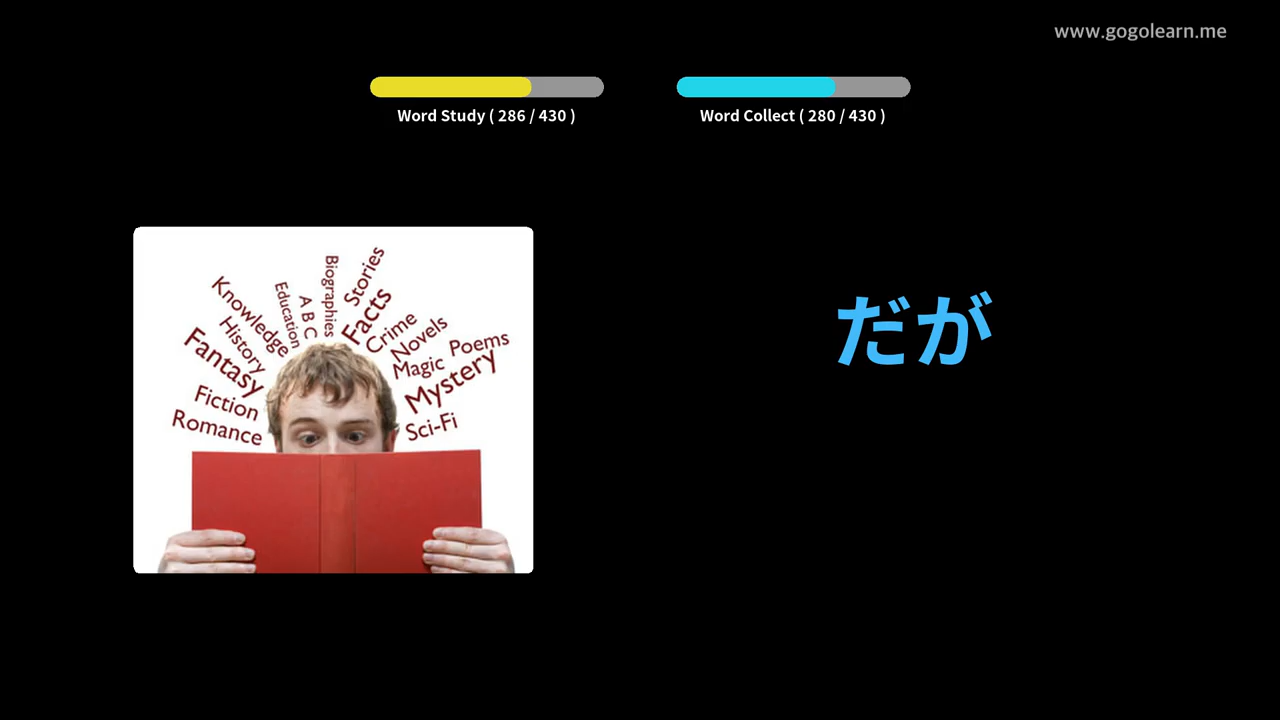 www.gogolearn.me
Word Study ( 286 / 430 )
Word Collect ( 280 / 430 )
だが
Knowledge
History
Fantasy
Fiction
Romance
Education
A B C
Biographies
Stories
Facts
Crime
Novels
Magic
Poems
Mystery
Sci-Fi